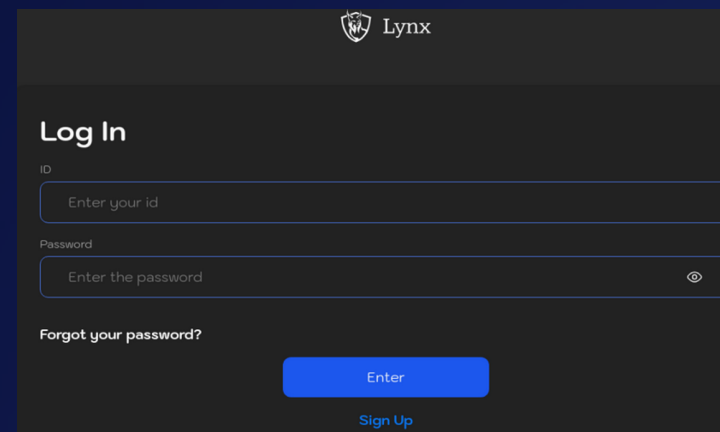 Lynx
Log In
ID
Enter your id
Password
Enter the password
Forgot your password?
Enter
Sign Up